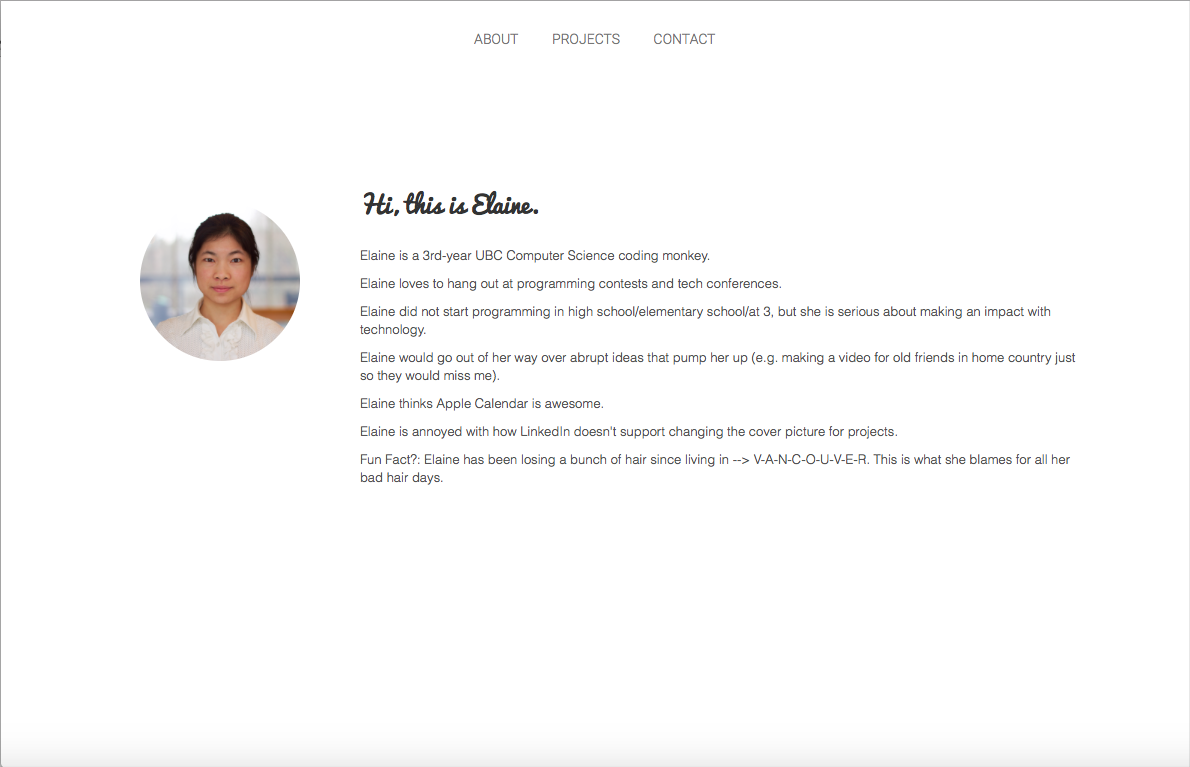 ABOUT PROJECTS CONTACT
Hi, this is Elaine.
Elaine is a 3rd-year UBC Computer Science coding monkey.
Elaine loves to hang out at programming contests and tech conferences.
Elaine did not start programming in high school/elementary school/at 3, but she is serious about making an impact with
technology.
Elaine would go out of her way over abrupt ideas that pump her up (e.g. making a video for old friends in home country just
so they would miss me).
Elaine thinks Apple Calendar is awesome.
Elaine is annoyed with how LinkedIn doesn't support changing the cover picture for projects.
Fun Fact?: Elaine has been losing a bunch of hair since living in --> V-A-N-C-O-U-V-E-R. This is what she blames for all her
bad hair days.